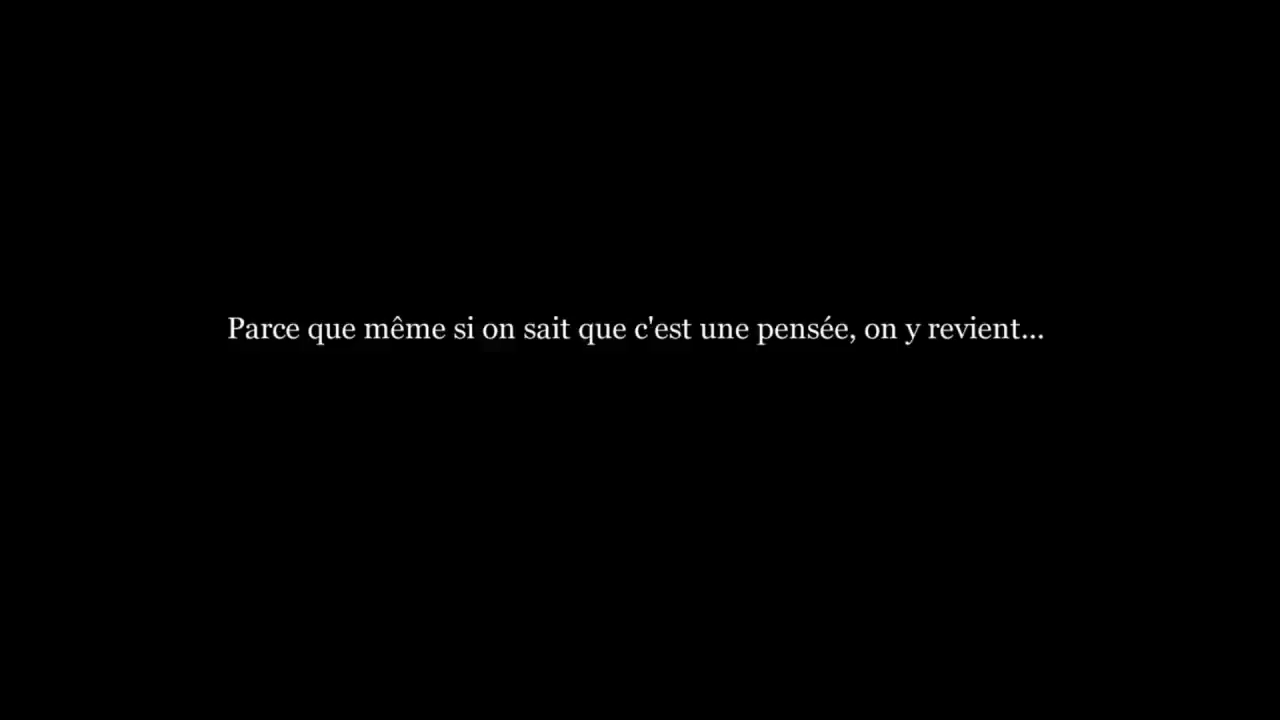 Parce que même si on sait que c'est une pensée, on y revient...